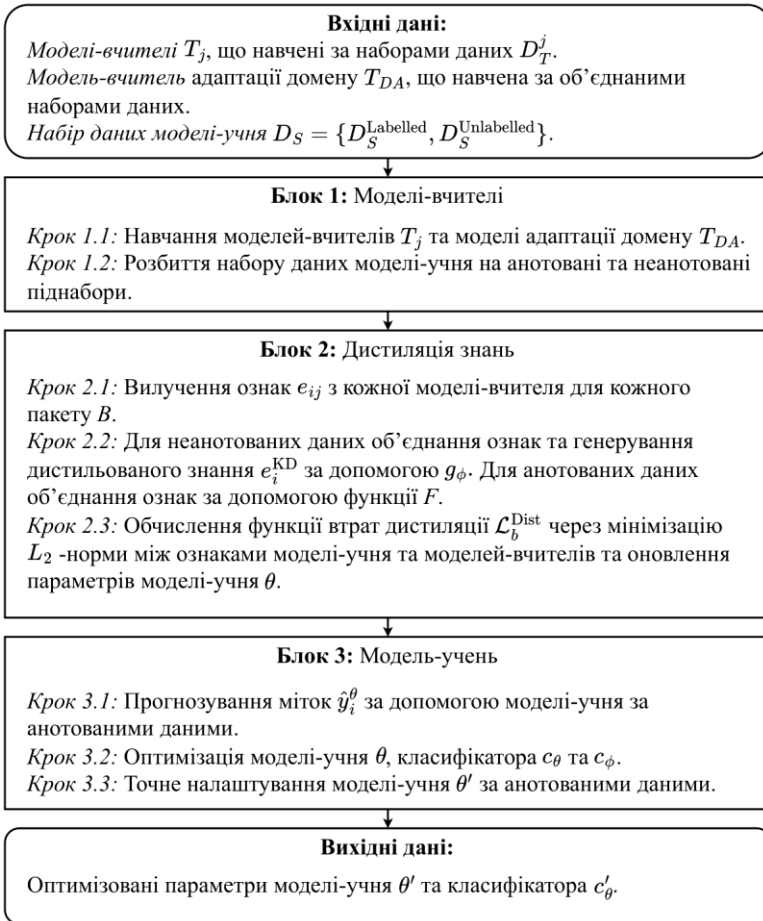 Вхідні дані:
Моделі-вчителі T_j, що навчені за наборами даних D_T^j.
Модель-вчитель адаптації домену T_{DA}, що навчена за об’єднаними
наборами даних.
Набір даних моделі-учня D_S = {D_S^{Labelled}, D_S^{Unlabelled}}.
Блок 1: Моделі-вчителі
Крок 1.1: Навчання моделей-вчителів T_j та моделі адаптації домену T_{DA}.
Крок 1.2: Розбиття набору даних моделі-учня на анотовані та неанотовані
піднабори.
Блок 2: Дистиляція знань
Крок 2.1: Вилучення ознак e_{ij} з кожної моделі-вчителя для кожного
пакету B.
Крок 2.2: Для неанотованих даних об’єднання ознак та генерування
дистильованого знання e_i^{KD} за допомогою g_ϕ. Для анотованих даних
об’єднання ознак за допомогою функції F.
Крок 2.3: Обчислення функції втрат дистиляції ℒ_b^{Dist} через мінімізацію
L_2 -норми між ознаками моделі-учня та моделей-вчителів та оновлення
параметрів моделі-учня θ.
Блок 3: Модель-учень
Крок 3.1: Прогнозування міток ŷ_i^θ за допомогою моделі-учня за
анотованими даними.
Крок 3.2: Оптимізація моделі-учня θ, класифікатора c_θ та c_ϕ.
Крок 3.3: Точне налаштування моделі-учня θ′ за анотованими даними.
Вихідні дані:
Оптимізовані параметри моделі-учня θ′ та класифікатора c′_θ.